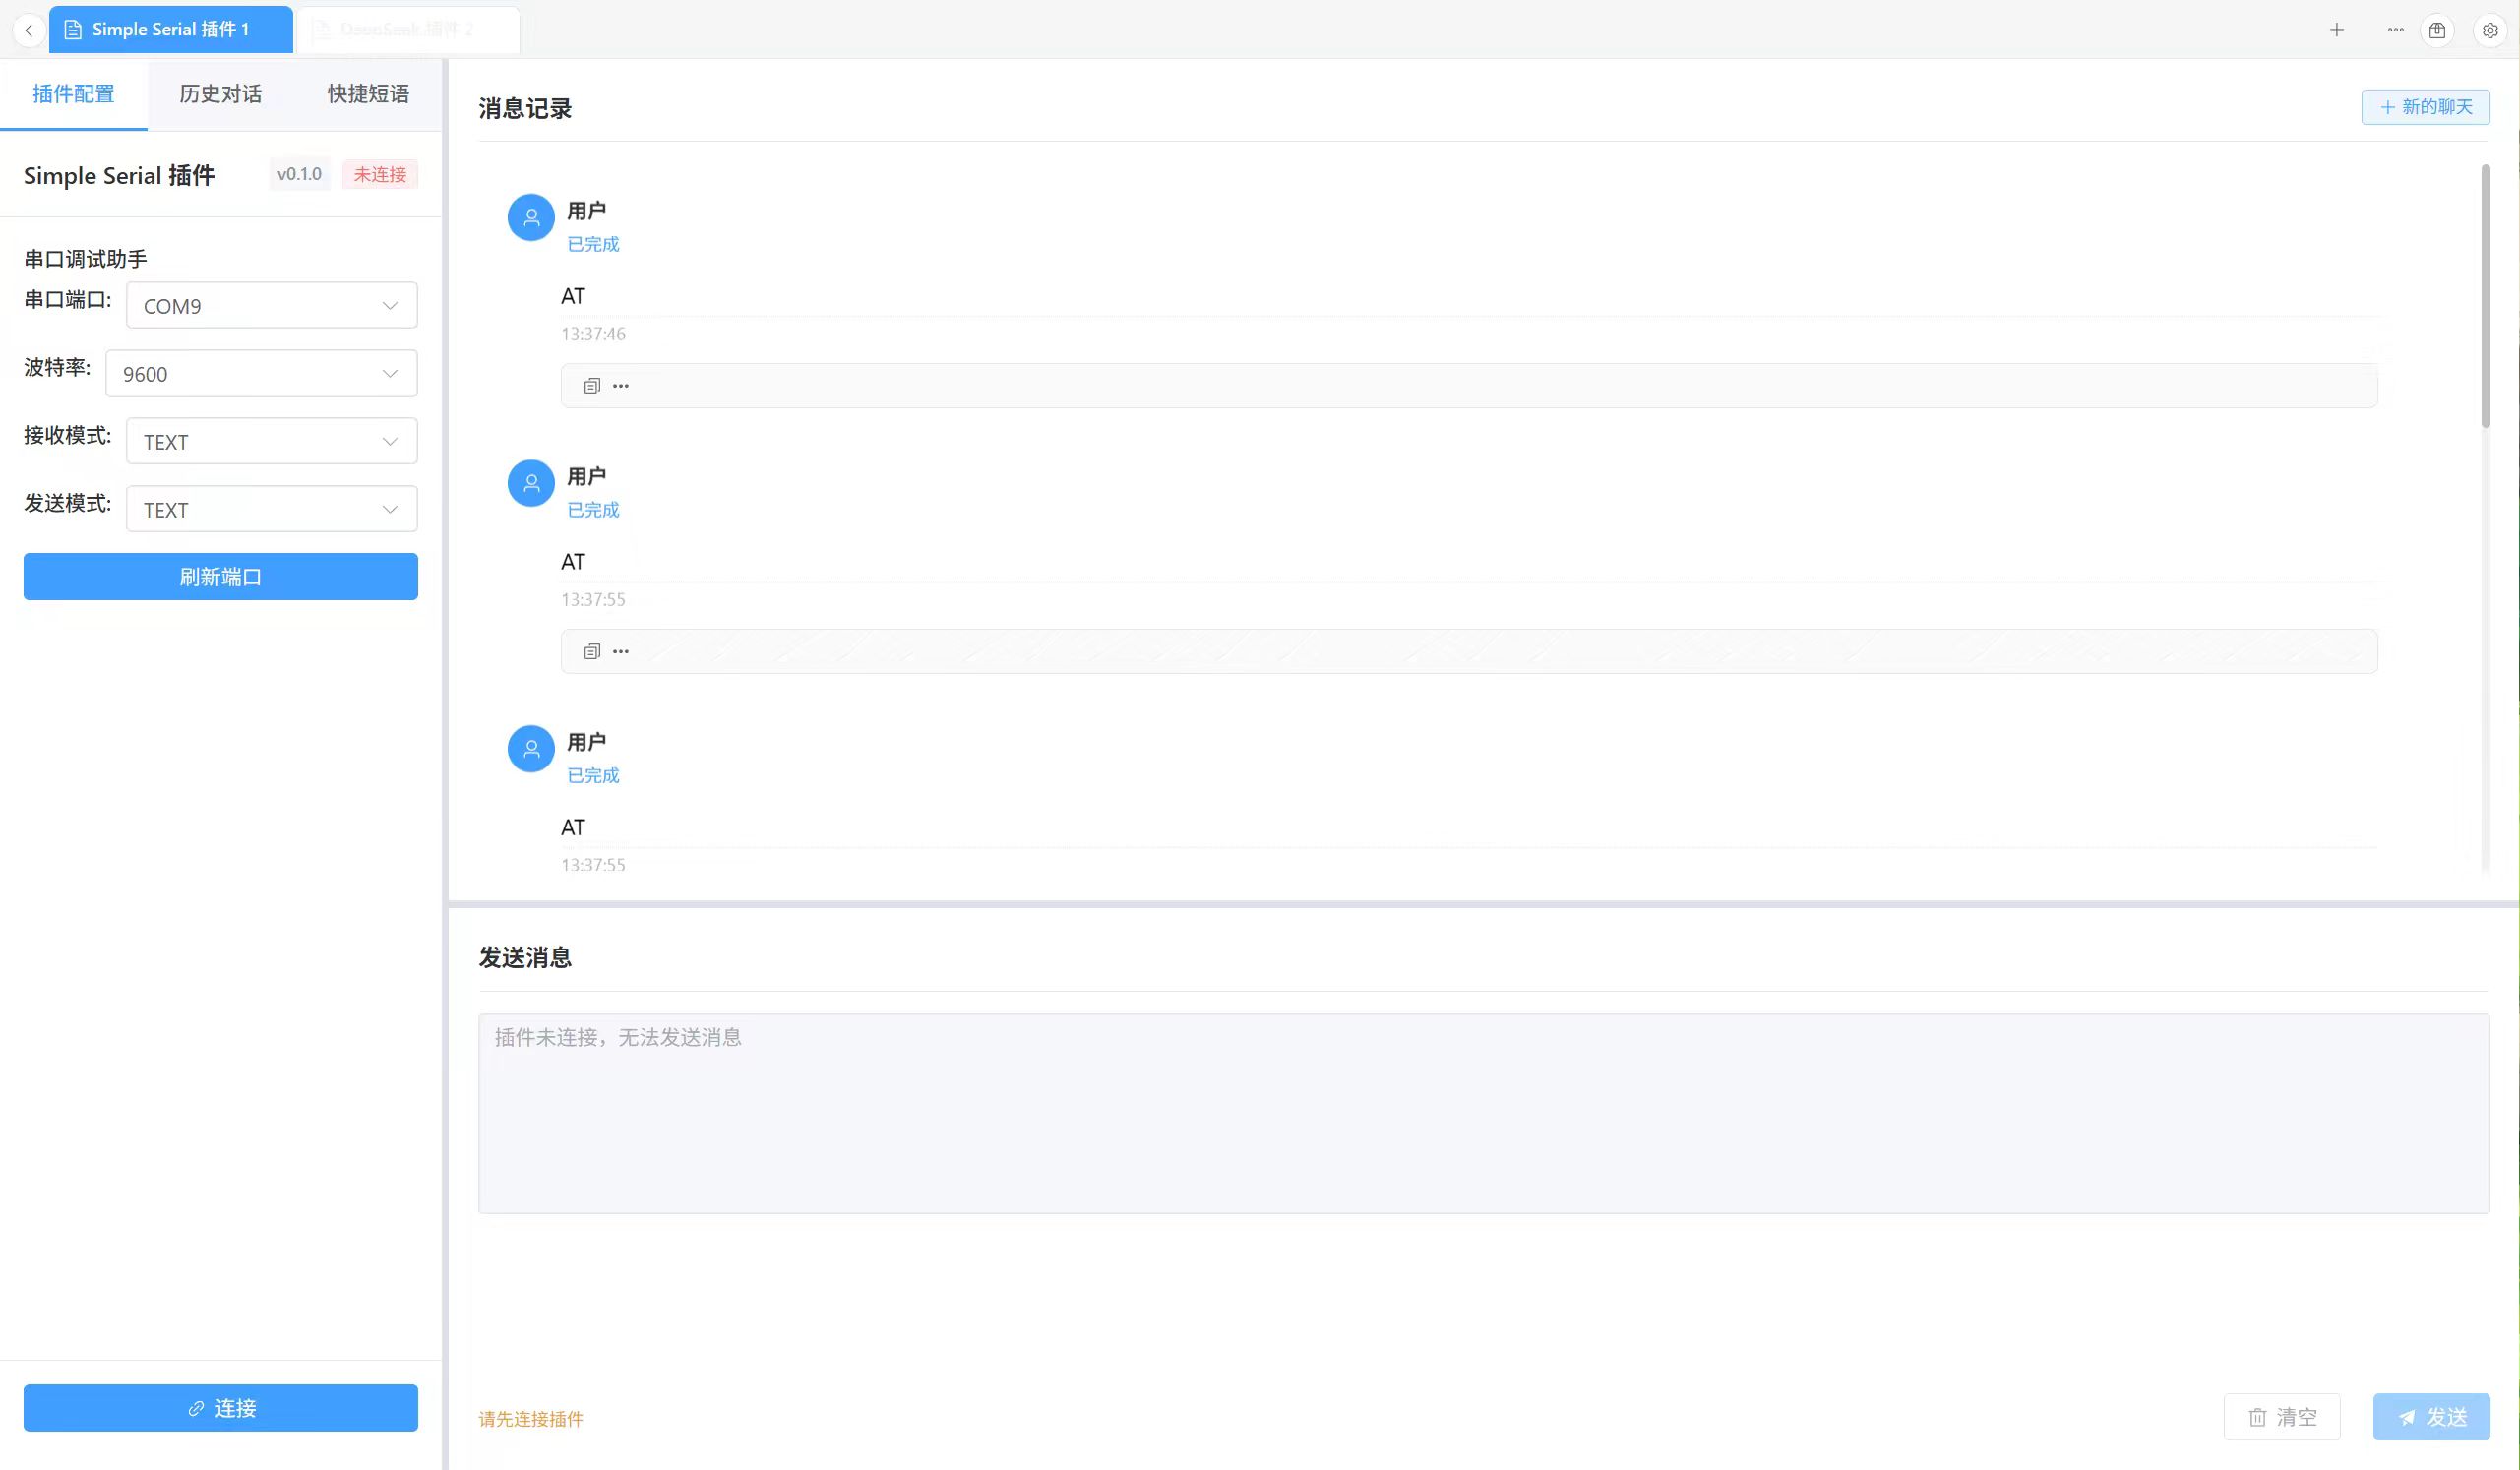 Simple Serial 插件 1
插件 2
插件配置
历史对话
快捷短语
Simple Serial 插件
v0.1.0
未连接
串口调试助手
串口端口:
COM9
波特率:
9600
接收模式:
TEXT
发送模式:
TEXT
刷新端口
连接
消息记录
新的聊天
用户
已完成
AT
13:37:46
用户
已完成
AT
13:37:55
用户
已完成
AT
13:37:55
发送消息
插件未连接，无法发送消息
请先连接插件
清空
发送